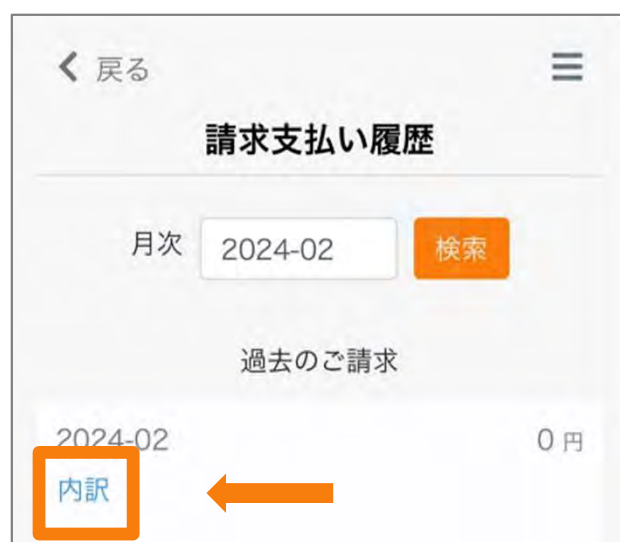 戻る
請求支払い履歴
月次 2024-02 検索
過去のご請求
2024-02 0 円
内訳